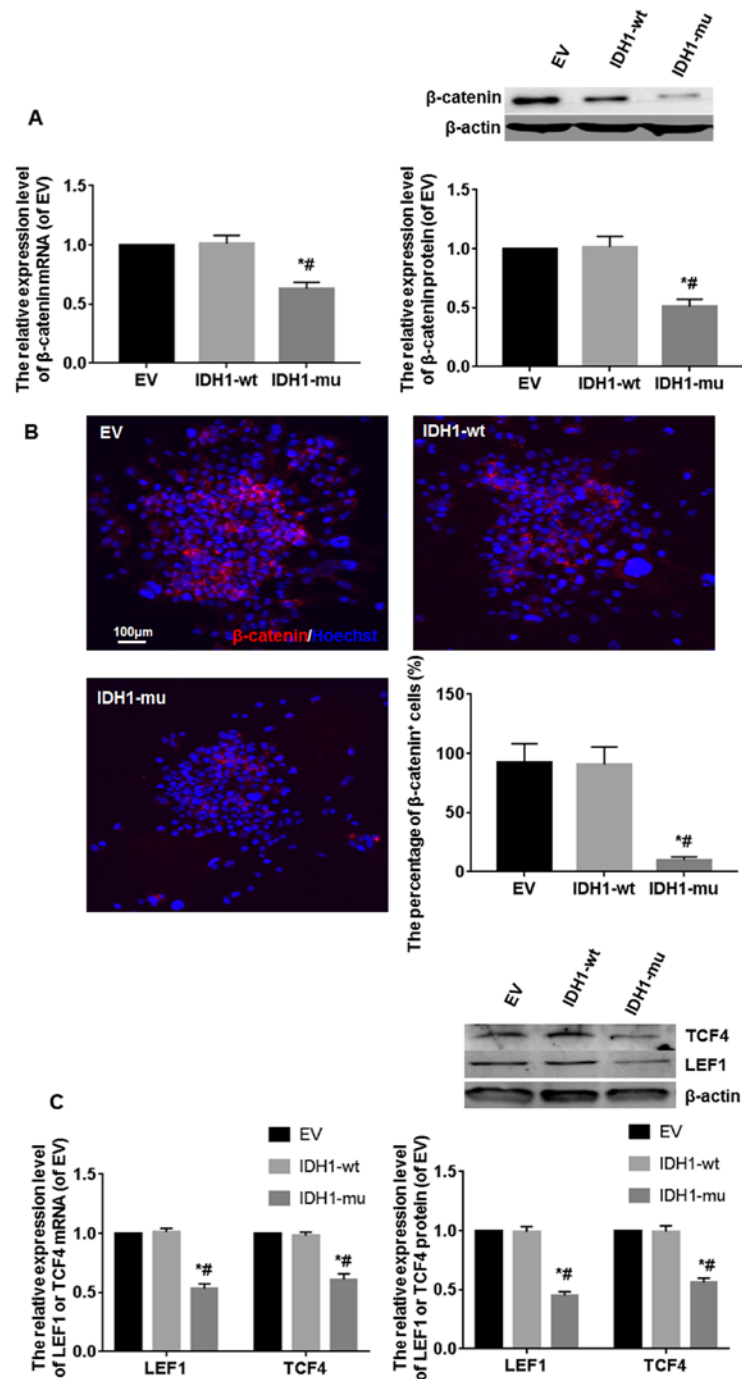 EV
IDH1-wt
IDH1-mu
β-catenin
β-actin
A
The relative expression level
of β-catenin mRNA (of EV)
1.5
1.0
0.5
0.0
*#
EV
IDH1-wt
IDH1-mu
The relative expression level
of β-catenin protein (of EV)
1.5
1.0
0.5
0.0
*#
EV
IDH1-wt
IDH1-mu
B
EV
100μm
β-catenin/Hoechst
IDH1-wt
IDH1-mu
The percentage of β-catenin⁺ cells (%)
150
100
50
0
*#
EV
IDH1-wt
IDH1-mu
EV
IDH1-wt
IDH1-mu
TCF4
LEF1
β-actin
C
The relative expression level
of LEF1 or TCF4 mRNA (of EV)
EV
IDH1-wt
IDH1-mu
1.5
1.0
0.5
0.0
*#
*#
LEF1
TCF4
The relative expression level
of LEF1 or TCF4 protein (of EV)
EV
IDH1-wt
IDH1-mu
1.5
1.0
0.5
0.0
*#
*#
LEF1
TCF4